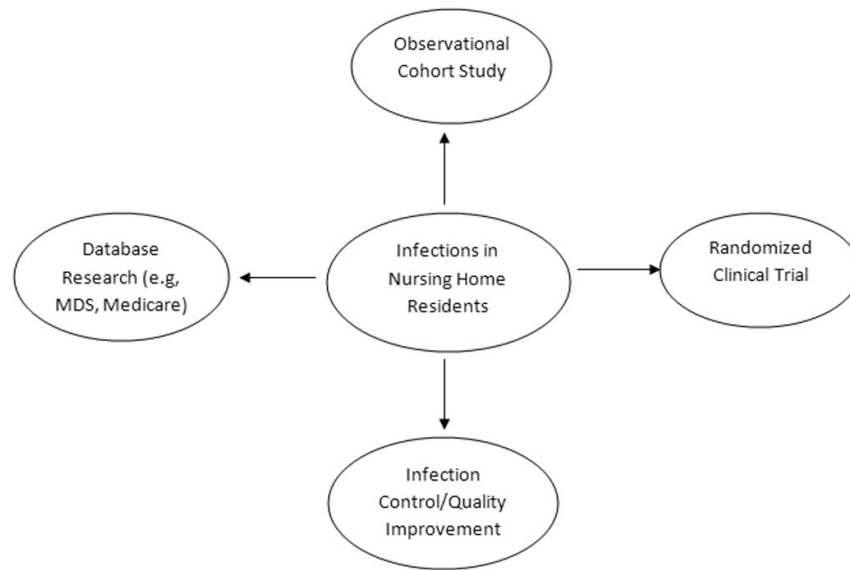 Observational
Cohort Study
Database
Research (e.g,
MDS, Medicare)
Infections in
Nursing Home
Residents
Randomized
Clinical Trial
Infection
Control/Quality
Improvement